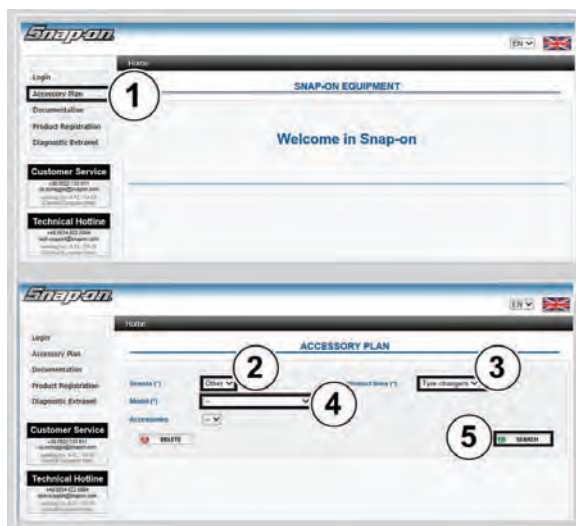 Snap-on
EN
Home
Login
Accessory Plan
Documentation
Product Registration
Diagnostic Extranet
1
SNAP-ON EQUIPMENT
Welcome in Snap-on
Customer Service
Technical Hotline
Snap-on
EN
Home
Login
Accessory Plan
Documentation
Product Registration
Diagnostic Extranet
ACCESSORY PLAN
2
3
Brands (*)
Other
Product lines (*)
Tyre changers
Model (*)
--
4
Accessories
--
DELETE
5
SEARCH
Customer Service
Technical Hotline